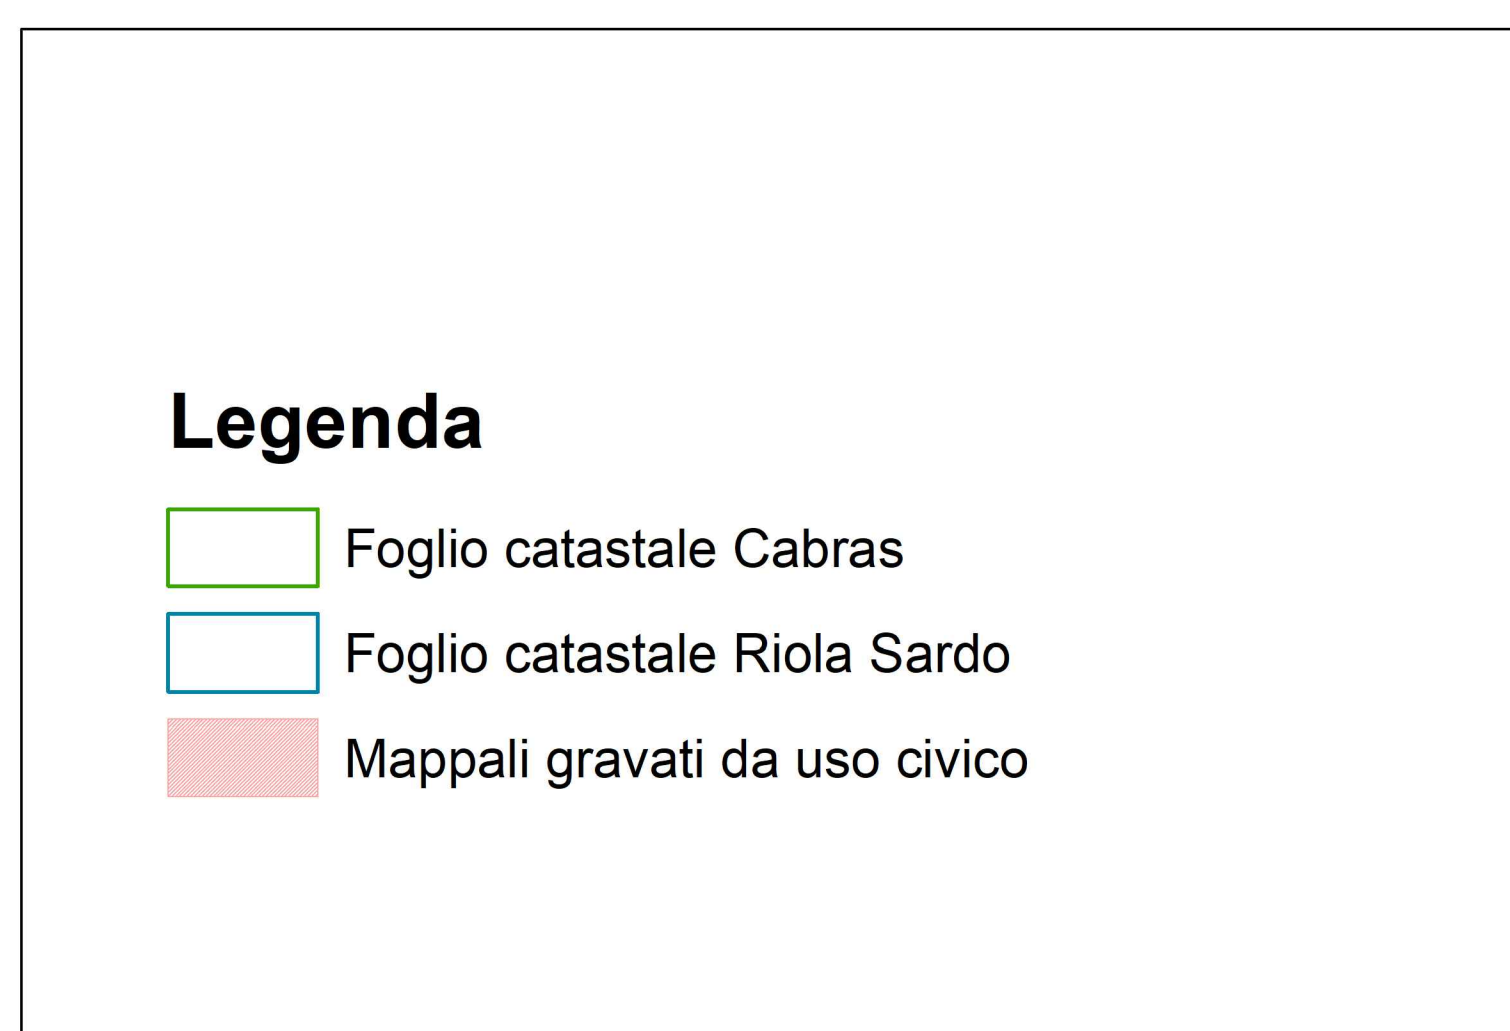 Legenda
Foglio catastale Cabras
Foglio catastale Riola Sardo
Mappali gravati da uso civico